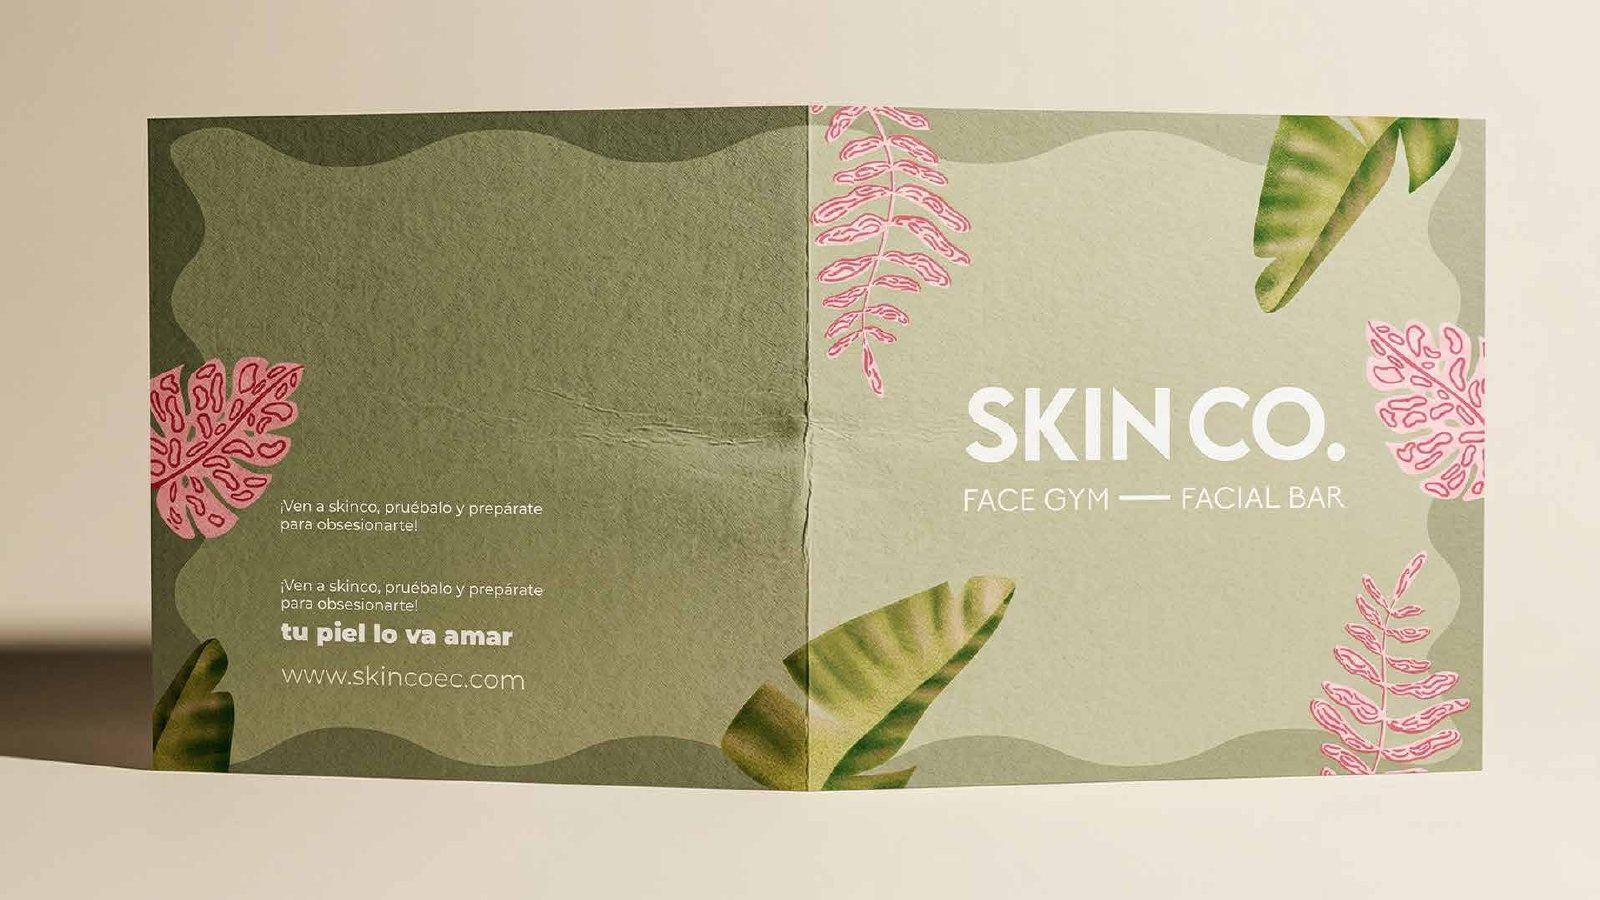 ¡Ven a skinco, pruébalo y prepárate
para obsesionarte!
¡Ven a skinco, pruébalo y prepárate
para obsesionarte!
tu piel lo va amar
www.skincoec.com
SKIN CO.
FACE GYM — FACIAL BAR